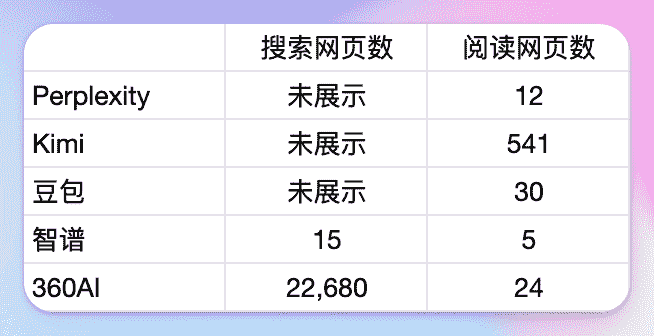 搜索网页数 阅读网页数
Perplexity 未展示 12
Kimi 未展示 541
豆包 未展示 30
智谱 15 5
360AI 22,680 24